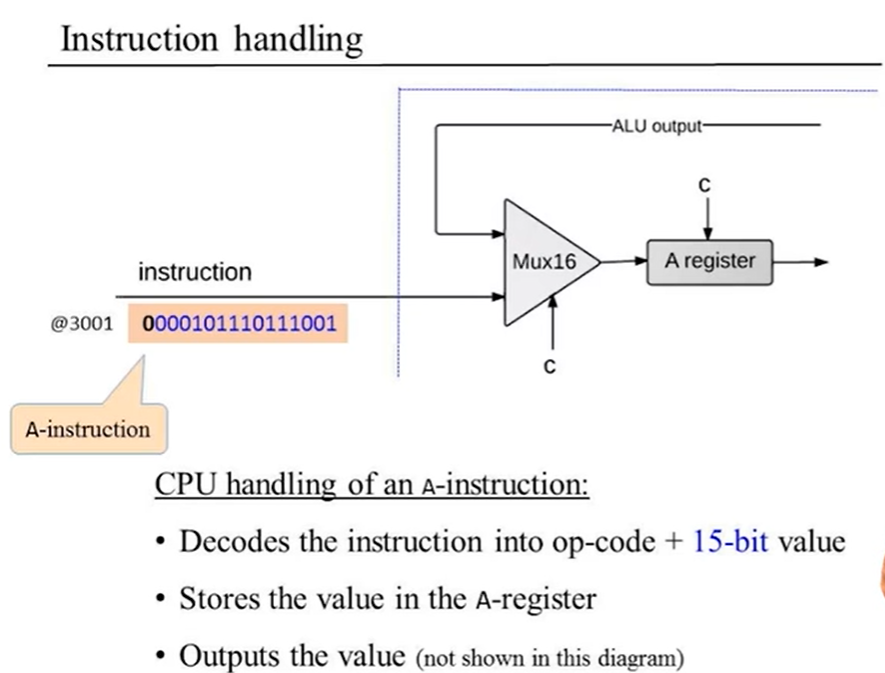 Instruction handling
ALU output
C
Mux16
A register
instruction
@3001
0000101110111001
C
A-instruction
CPU handling of an A-instruction:
• Decodes the instruction into op-code + 15-bit value
• Stores the value in the A-register
• Outputs the value (not shown in this diagram)